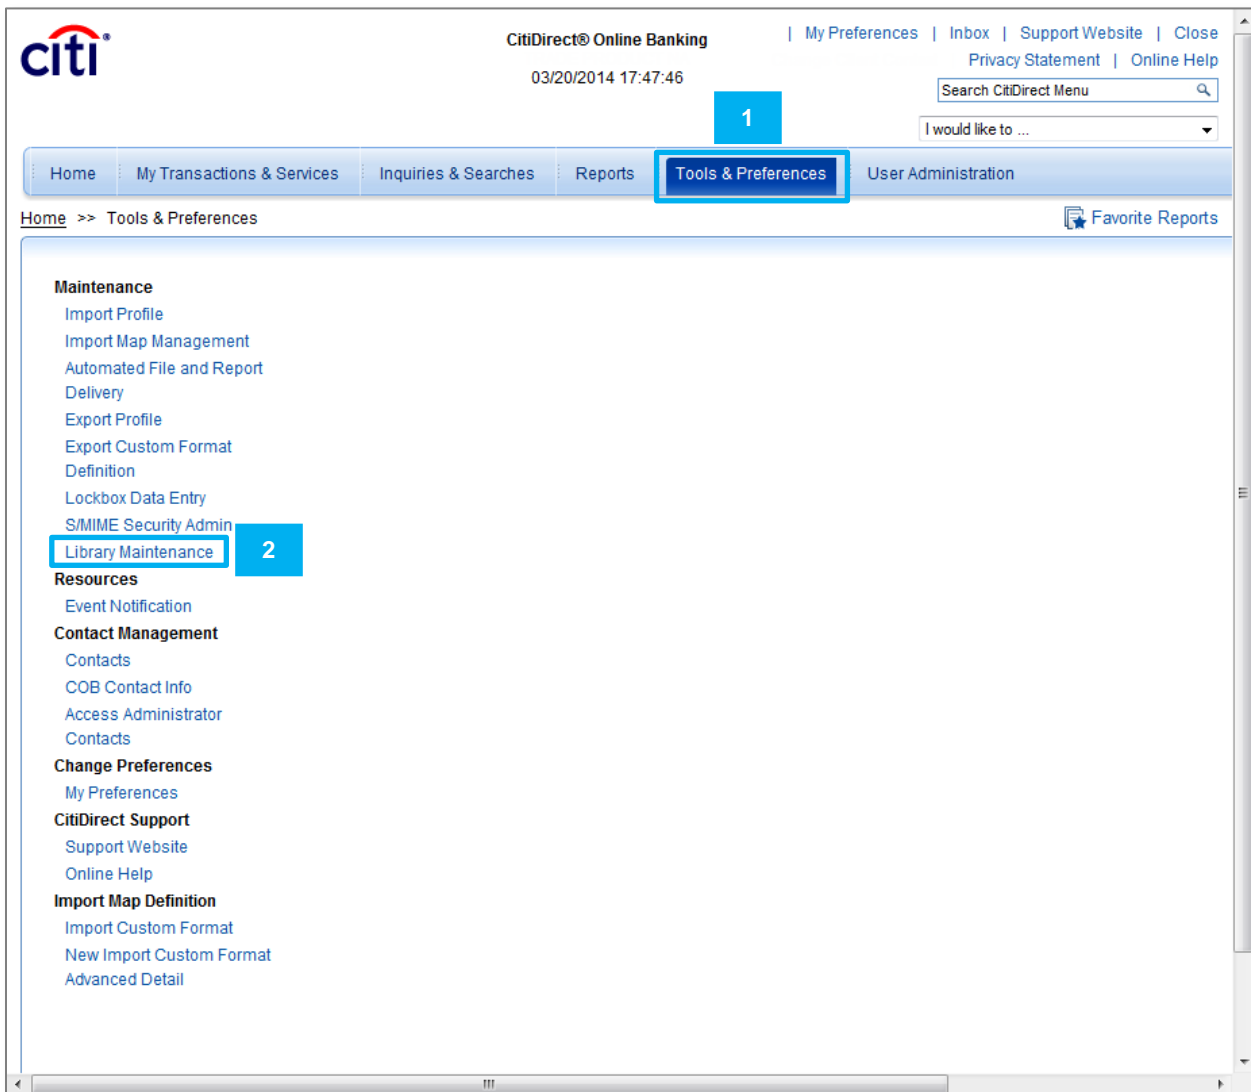 citi®
CitiDirect® Online Banking
03/20/2014 17:47:46
| My Preferences | Inbox | Support Website | Close
Privacy Statement | Online Help
Search CitiDirect Menu
I would like to ...
1
Home My Transactions & Services Inquiries & Searches Reports Tools & Preferences User Administration
Home >> Tools & Preferences
Favorite Reports
Maintenance
Import Profile
Import Map Management
Automated File and Report
Delivery
Export Profile
Export Custom Format
Definition
Lockbox Data Entry
S/MIME Security Admin
Library Maintenance
2
Resources
Event Notification
Contact Management
Contacts
COB Contact Info
Access Administrator
Contacts
Change Preferences
My Preferences
CitiDirect Support
Support Website
Online Help
Import Map Definition
Import Custom Format
New Import Custom Format
Advanced Detail